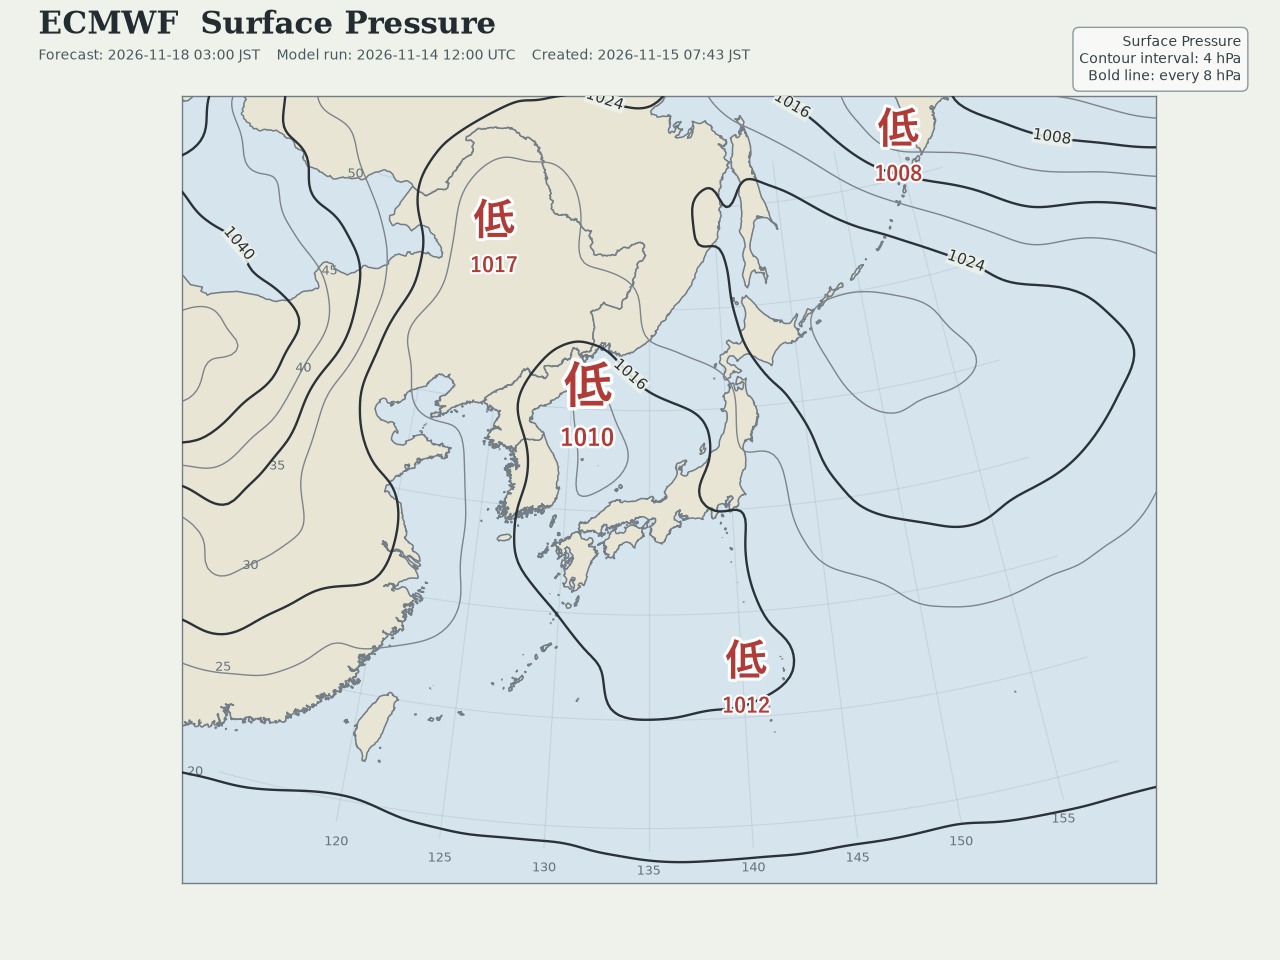 ECMWF  Surface Pressure
Forecast: 2026-11-18 03:00 JST    Model run: 2026-11-14 12:00 UTC    Created: 2026-11-15 07:43 JST
Surface Pressure
Contour interval: 4 hPa
Bold line: every 8 hPa
1024
1016
低
1008
1008
50
低
1017
1040
45
1024
40
低
1010
1016
35
30
25
低
1012
20
120
125
130
135
140
145
150
155